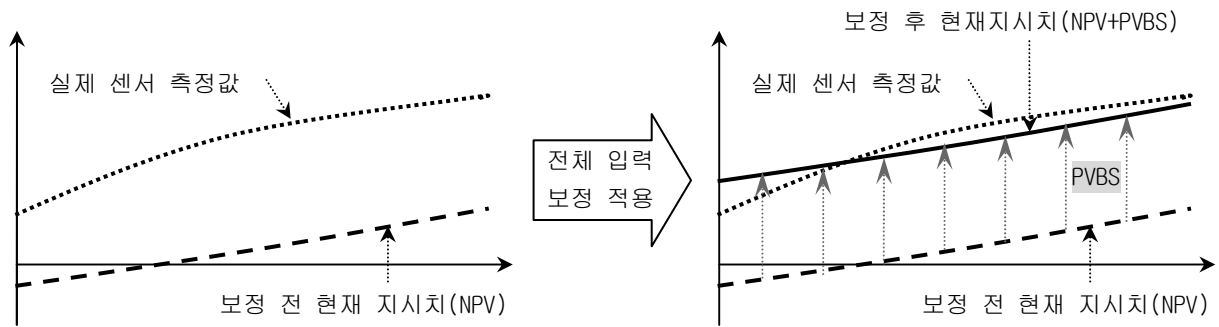 실제 센서 측정값
보정 전 현재 지시치(NPV)
전체 입력
보정 적용
보정 후 현재지시치(NPV+PVBS)
실제 센서 측정값
PVBS
보정 전 현재 지시치(NPV)